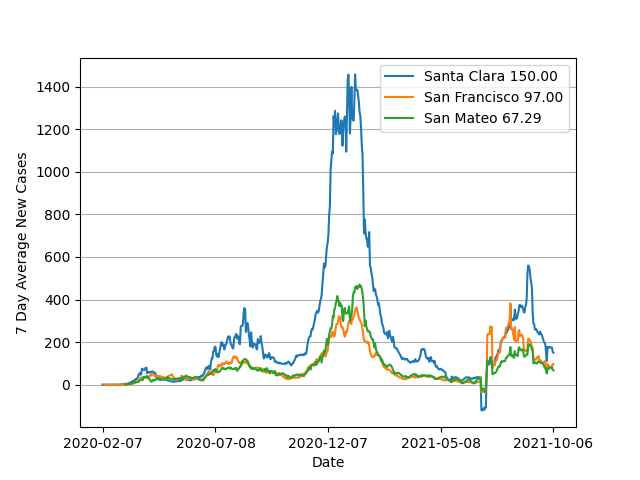 Santa Clara 150.00
San Francisco 97.00
San Mateo 67.29
7 Day Average New Cases
1400
1200
1000
800
600
400
200
0
2020-02-07 2020-07-08 2020-12-07 2021-05-08 2021-10-06
Date